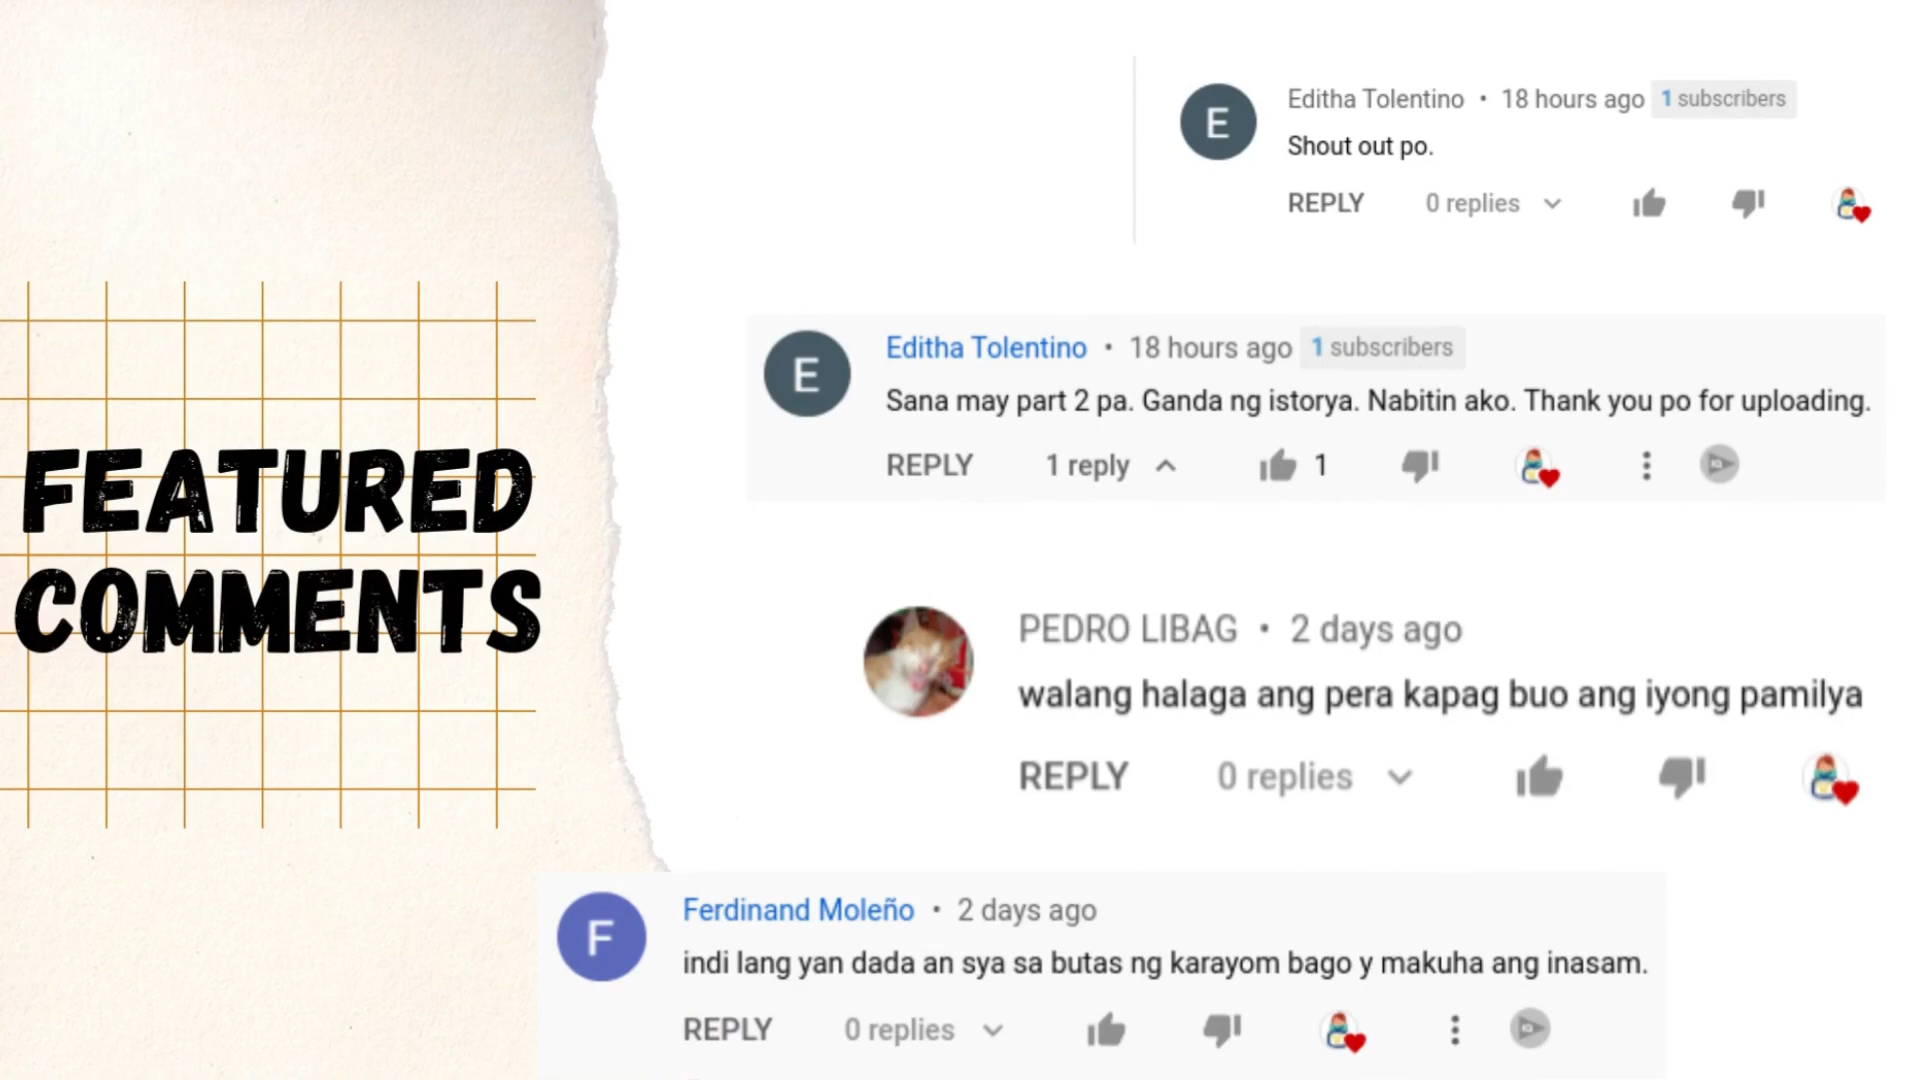 FEATURED
COMMENTS
E
Editha Tolentino • 18 hours ago 1 subscribers
Shout out po.
REPLY 0 replies
E
Editha Tolentino • 18 hours ago 1 subscribers
Sana may part 2 pa. Ganda ng istorya. Nabitin ako. Thank you po for uploading.
REPLY 1 reply 1
PEDRO LIBAG • 2 days ago
walang halaga ang pera kapag buo ang iyong pamilya
REPLY 0 replies
F
Ferdinand Moleño • 2 days ago
indi lang yan dada an sya sa butas ng karayom bago y makuha ang inasam.
REPLY 0 replies